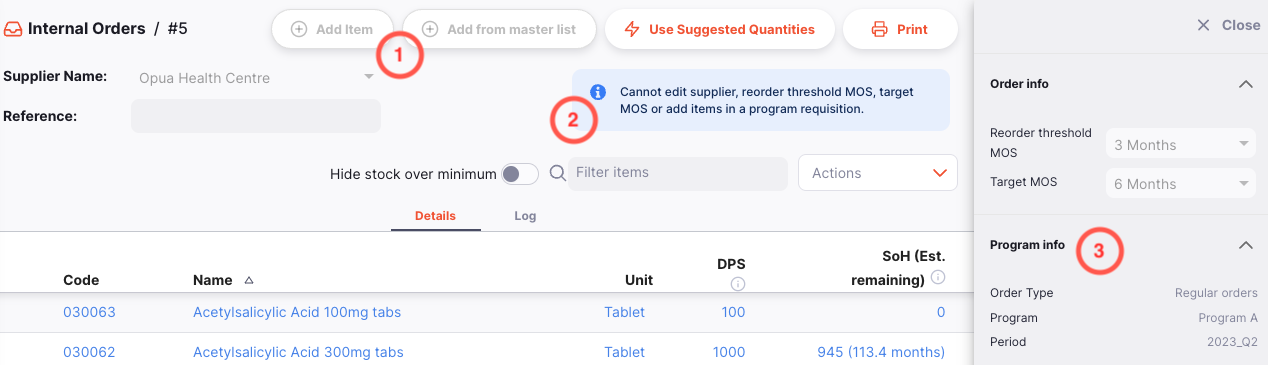 Internal Orders / #5
Add Item
Add from master list
Use Suggested Quantities
Print
1
Supplier Name:
Opua Health Centre
Reference:
Cannot edit supplier, reorder threshold MOS, target
MOS or add items in a program requisition.
2
Hide stock over minimum
Filter items
Actions
Details
Log
Code
Name
Unit
DPS
SoH (Est.
remaining)
030063
Acetylsalicylic Acid 100mg tabs
Tablet
100
0
030062
Acetylsalicylic Acid 300mg tabs
Tablet
1000
945 (113.4 months)
Close
Order info
Reorder threshold
MOS
3 Months
Target MOS
6 Months
Program info
3
Order Type
Regular orders
Program
Program A
Period
2023_Q2